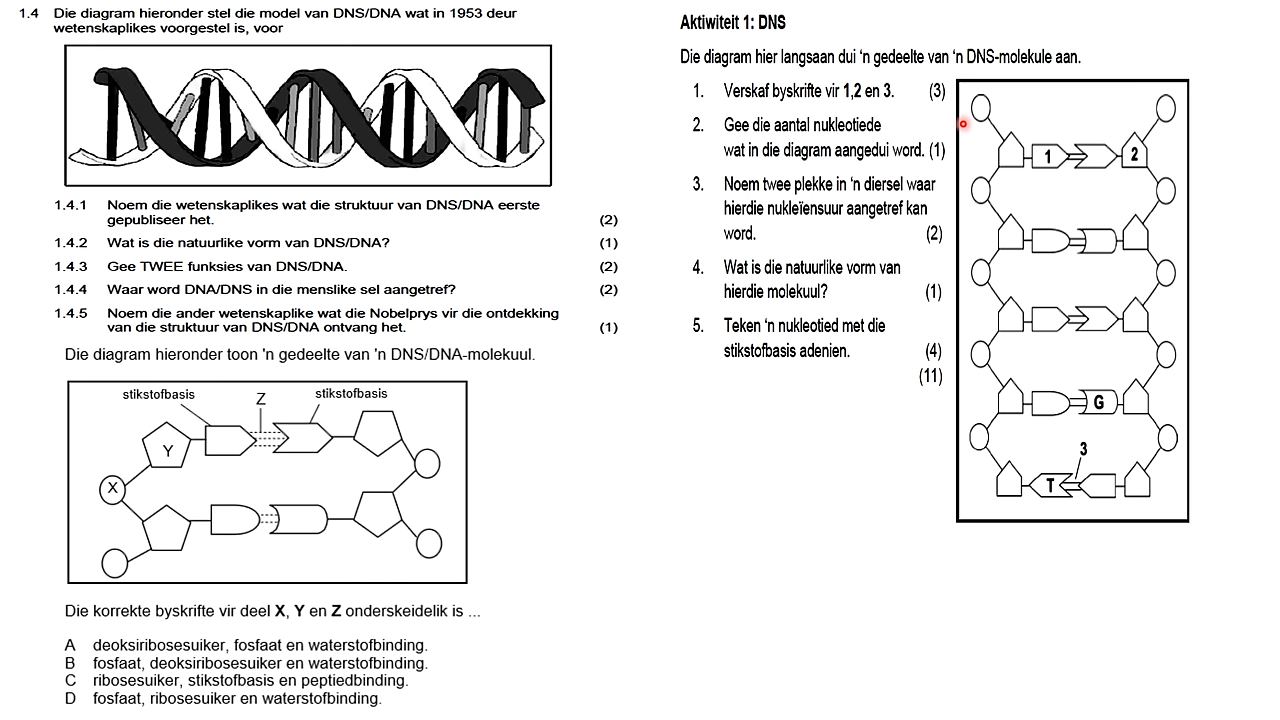 1.4 Die diagram hieronder stel die model van DNS/DNA wat in 1953 deur
wetenskaplikes voorgestel is, voor
1.4.1 Noem die wetenskaplikes wat die struktuur van DNS/DNA eerste
gepubliseer het. (2)
1.4.2 Wat is die natuurlike vorm van DNS/DNA? (1)
1.4.3 Gee TWEE funksies van DNS/DNA. (2)
1.4.4 Waar word DNA/DNS in die menslike sel aangetref? (2)
1.4.5 Noem die ander wetenskaplike wat die Nobelprys vir die ontdekking
van die struktuur van DNS/DNA ontvang het. (1)
Die diagram hieronder toon 'n gedeelte van 'n DNS/DNA-molekuul.
stikstofbasis Z stikstofbasis
Y
X
Die korrekte byskrifte vir deel X, Y en Z onderskeidelik is ...
A deoksiribosesuiker, fosfaat en waterstofbinding.
B fosfaat, deoksiribosesuiker en waterstofbinding.
C ribosesuiker, stikstofbasis en peptiedbinding.
D fosfaat, ribosesuiker en waterstofbinding.
Aktiwiteit 1: DNS
Die diagram hier langsaan dui 'n gedeelte van 'n DNS-molekule aan.
1. Verskaf byskrifte vir 1,2 en 3. (3)
2. Gee die aantal nukleotiede
wat in die diagram aangedui word. (1)
3. Noem twee plekke in 'n diersel waar
hierdie nukleïensuur aangetref kan
word. (2)
4. Wat is die natuurlike vorm van
hierdie molekuul? (1)
5. Teken 'n nukleotied met die
stikstofbasis adenien. (4)
(11)
1 2
G
3
T